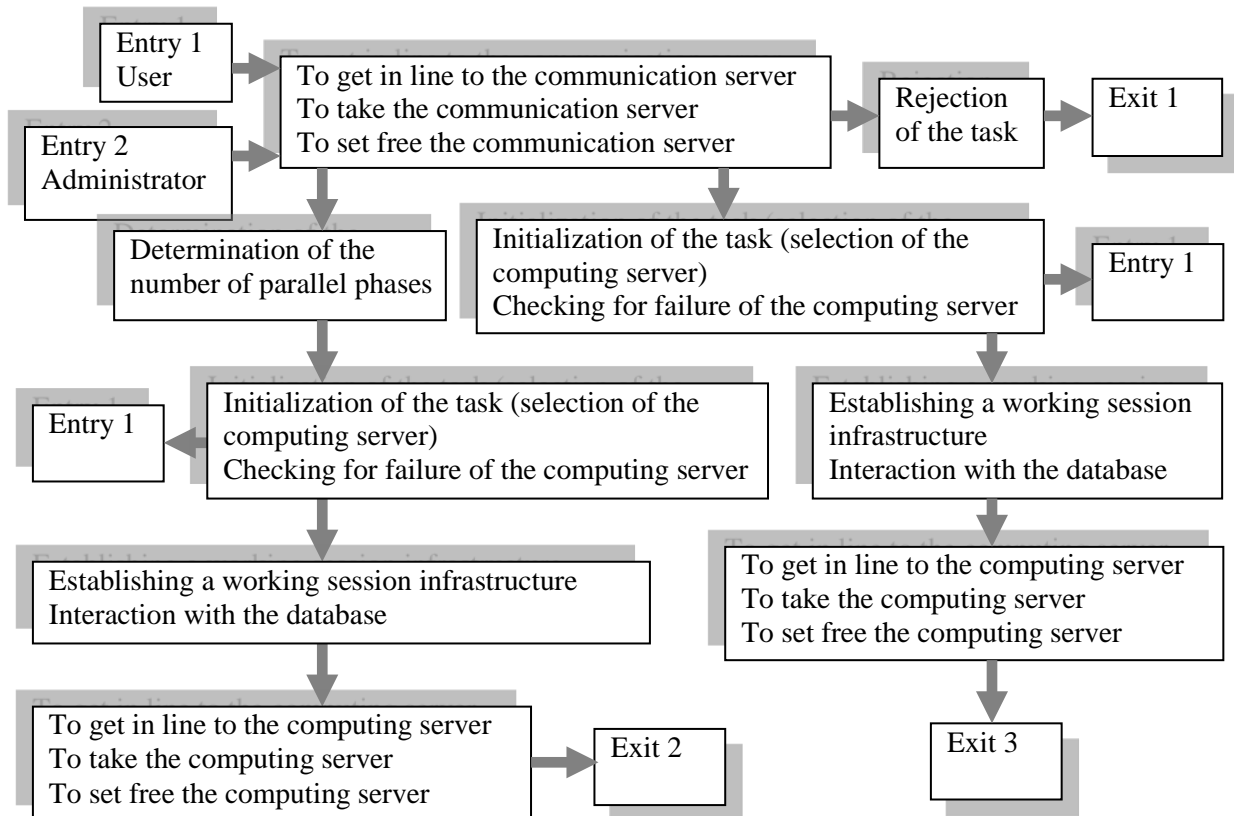 Entry 1
User
To get in line to the communication server
To take the communication server
To set free the communication server
Rejection
of the task
Exit 1
Entry 2
Administrator
Determination of the
number of parallel phases
Initialization of the task (selection of the
computing server)
Checking for failure of the computing server
Entry 1
Entry 1
Initialization of the task (selection of the
computing server)
Checking for failure of the computing server
Establishing a working session
infrastructure
Interaction with the database
Establishing a working session infrastructure
Interaction with the database
To get in line to the computing server
To take the computing server
To set free the computing server
To get in line to the computing server
To take the computing server
To set free the computing server
Exit 2
Exit 3